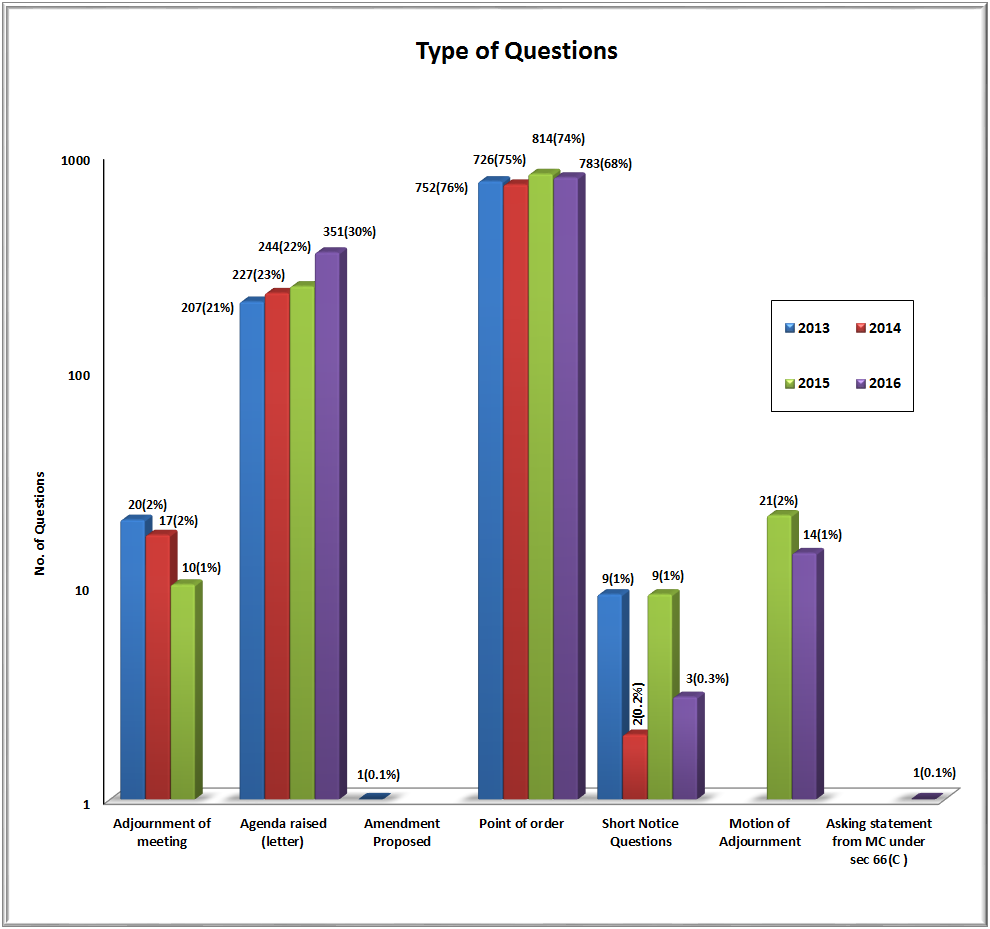 Type of Questions
814(74%)
726(75%)
783(68%)
752(76%)
1000
351(30%)
244(22%)
227(23%)
207(21%)
2013
2014
100
2015
2016
No. of Questions
20(2%)
17(2%)
21(2%)
14(1%)
10(1%)
9(1%)
9(1%)
10
2(0.2%)
3(0.3%)
1(0.1%)
1(0.1%)
1
Adjournment of
meeting
Agenda raised
(letter)
Amendment
Proposed
Point of order
Short Notice
Questions
Motion of
Adjournment
Asking statement
from MC under
sec 66(C )